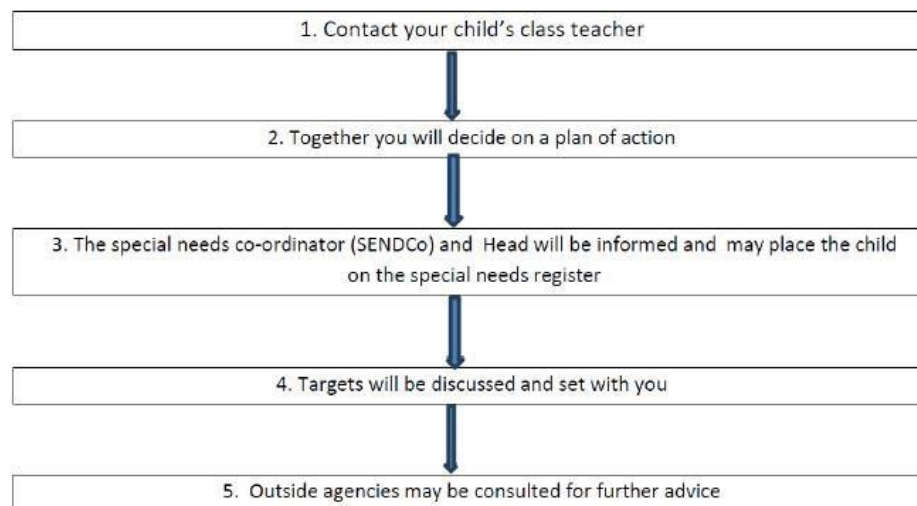 1. Contact your child’s class teacher
2. Together you will decide on a plan of action
3. The special needs co-ordinator (SENDCo) and Head will be informed and may place the child
on the special needs register
4. Targets will be discussed and set with you
5. Outside agencies may be consulted for further advice